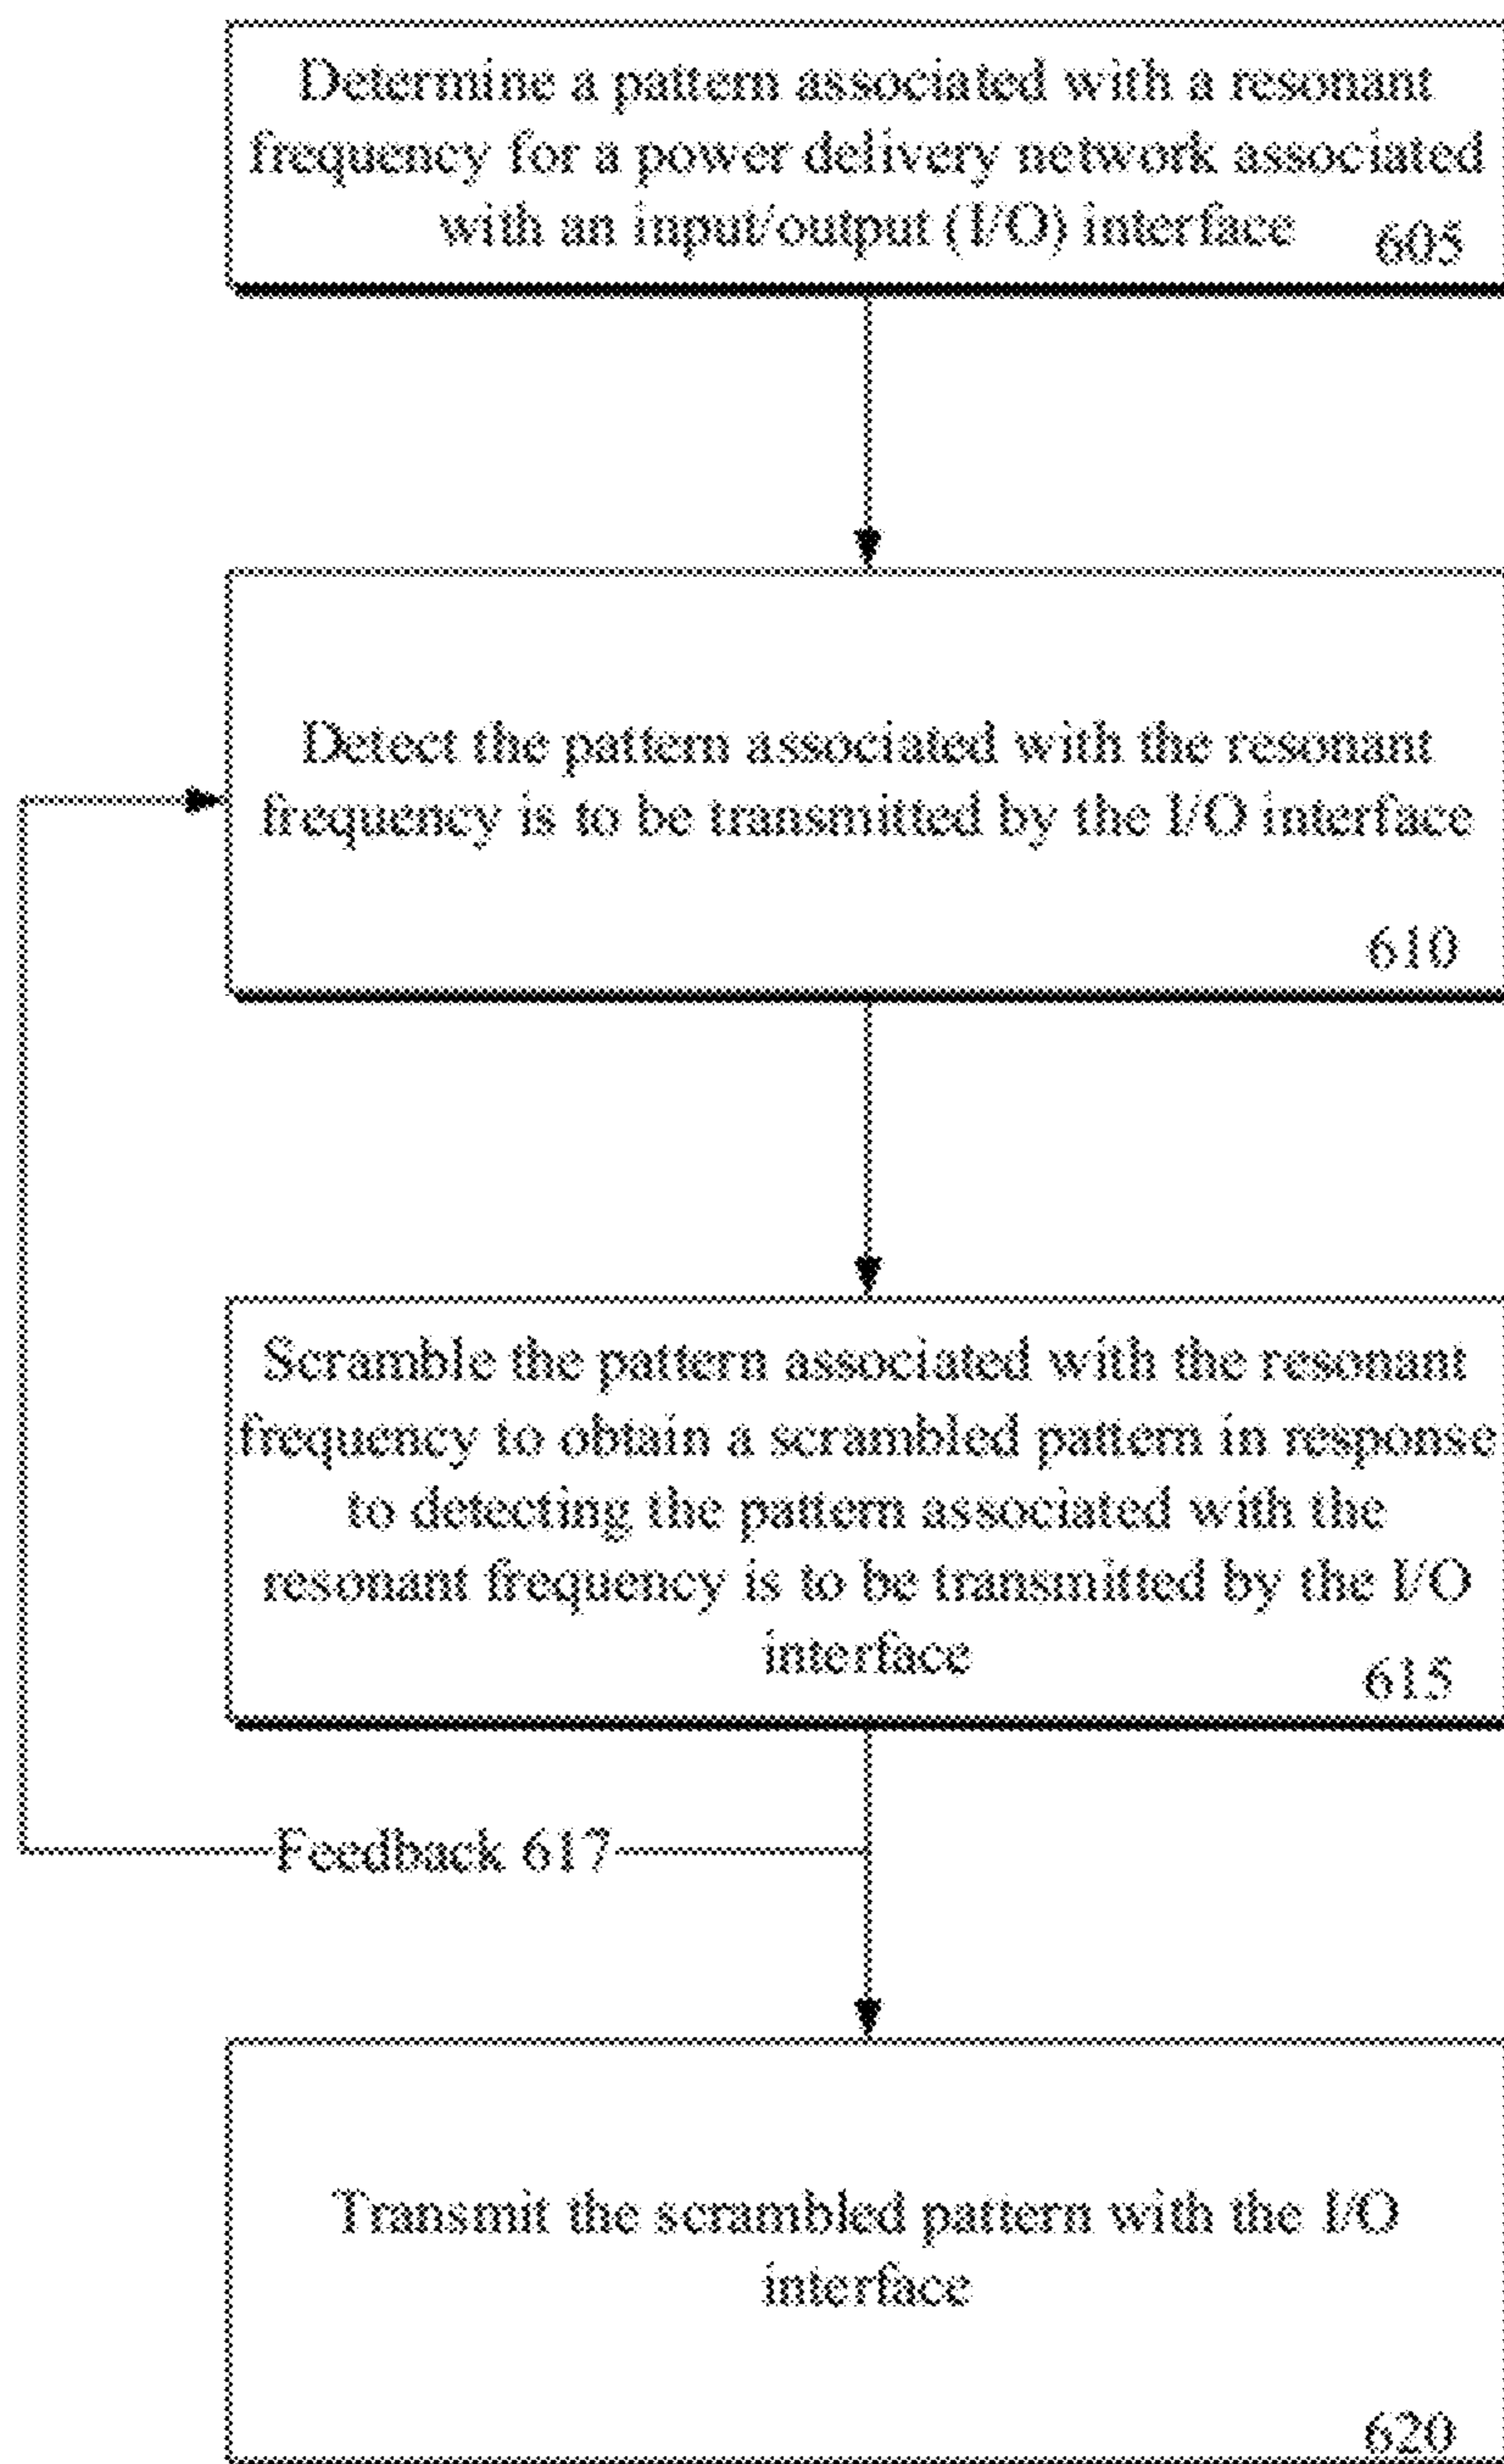 Determine a pattern associated with a resonant
frequency for a power delivery network associated
with an input/output (I/O) interface
605
Detect the pattern associated with the resonant
frequency is to be transmitted by the I/O interface
610
Scramble the pattern associated with the resonant
frequency to obtain a scrambled pattern in response
to detecting the pattern associated with the
resonant frequency is to be transmitted by the I/O
interface
615
Feedback 617
Transmit the scrambled pattern with the I/O
interface
620